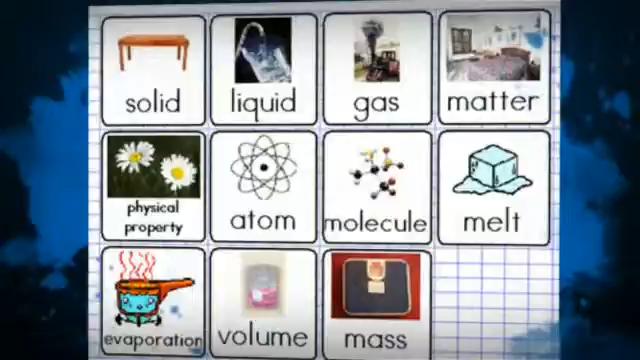 solid
liquid
gas
matter
physical
property
atom
molecule
melt
evaporation
volume
mass